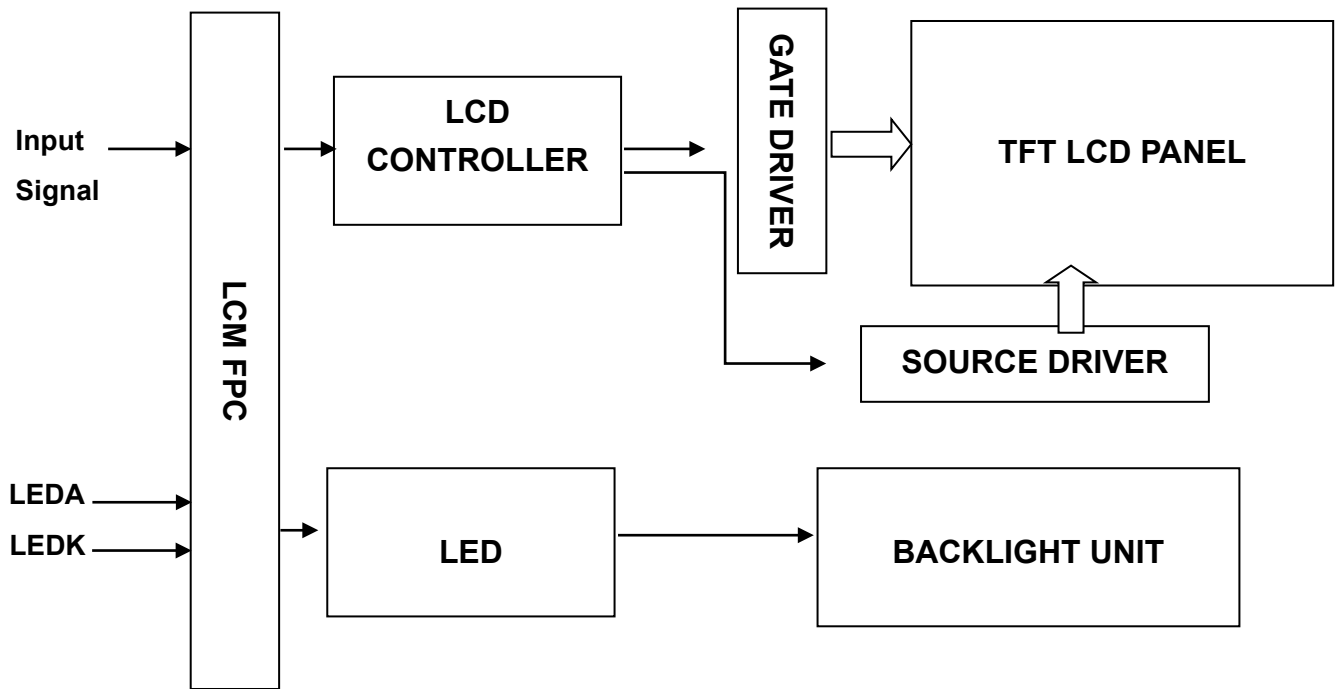 Input
Signal
LEDA
LEDK
LCM FPC
LCD
CONTROLLER
GATE DRIVER
TFT LCD PANEL
SOURCE DRIVER
LED
BACKLIGHT UNIT